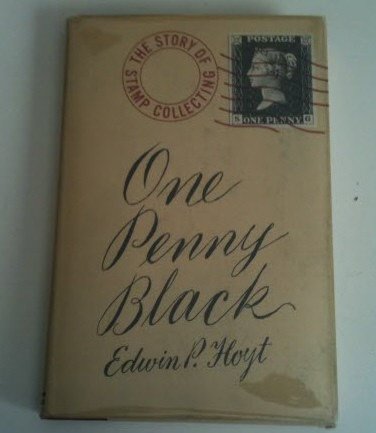 THE STORY OF
STAMP COLLECTING
POSTAGE
ONE PENNY
One
Penny
Black
Edwin P. Hoyt